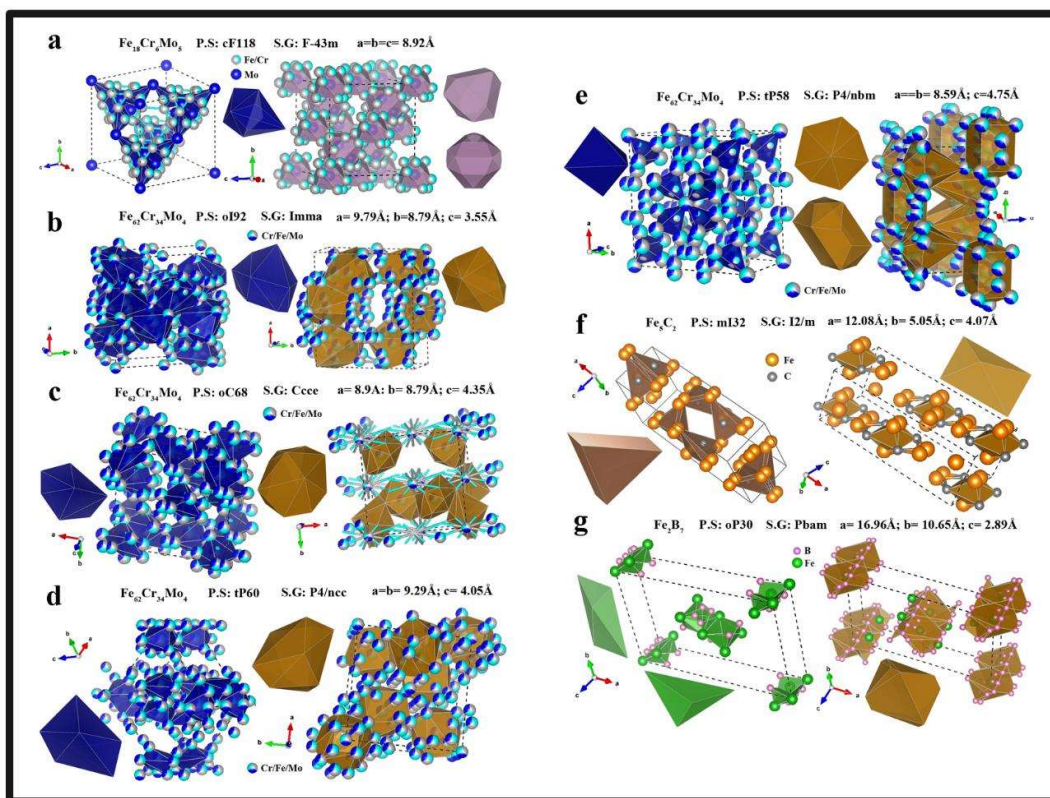 a
Fe18Cr6Mo5 P.S: cF118 S.G: F-43m a=b=c= 8.92Å
Fe/Cr
Mo
b
c
a
b
c
a
b
Fe62Cr34Mo4 P.S: oI92 S.G: Imma a= 9.79Å; b=8.79Å; c= 3.55Å
Cr/Fe/Mo
a
b
a
c
Fe62Cr34Mo4 P.S: oC68 S.G: Ccce a= 8.9A: b= 8.79Å; c= 4.35Å
Cr/Fe/Mo
a
c
b
a
b
d
Fe62Cr34Mo4 P.S: tP60 S.G: P4/ncc a=b= 9.29Å; c= 4.05Å
b
a
c
a
b
Cr/Fe/Mo
e
Fe62Cr34Mo4 P.S: tP58 S.G: P4/nbm a==b= 8.59Å; c=4.75Å
a
Cr/Fe/Mo
f
Fe5C2 P.S: mI32 S.G: I2/m a= 12.08Å; b= 5.05Å; c= 4.07Å
Fe
C
a
c
b
b
a
g
Fe2B7 P.S: oP30 S.G: Pbam a= 16.96Å; b= 10.65Å; c= 2.89Å
B
Fe
b
c
a
b
c
a